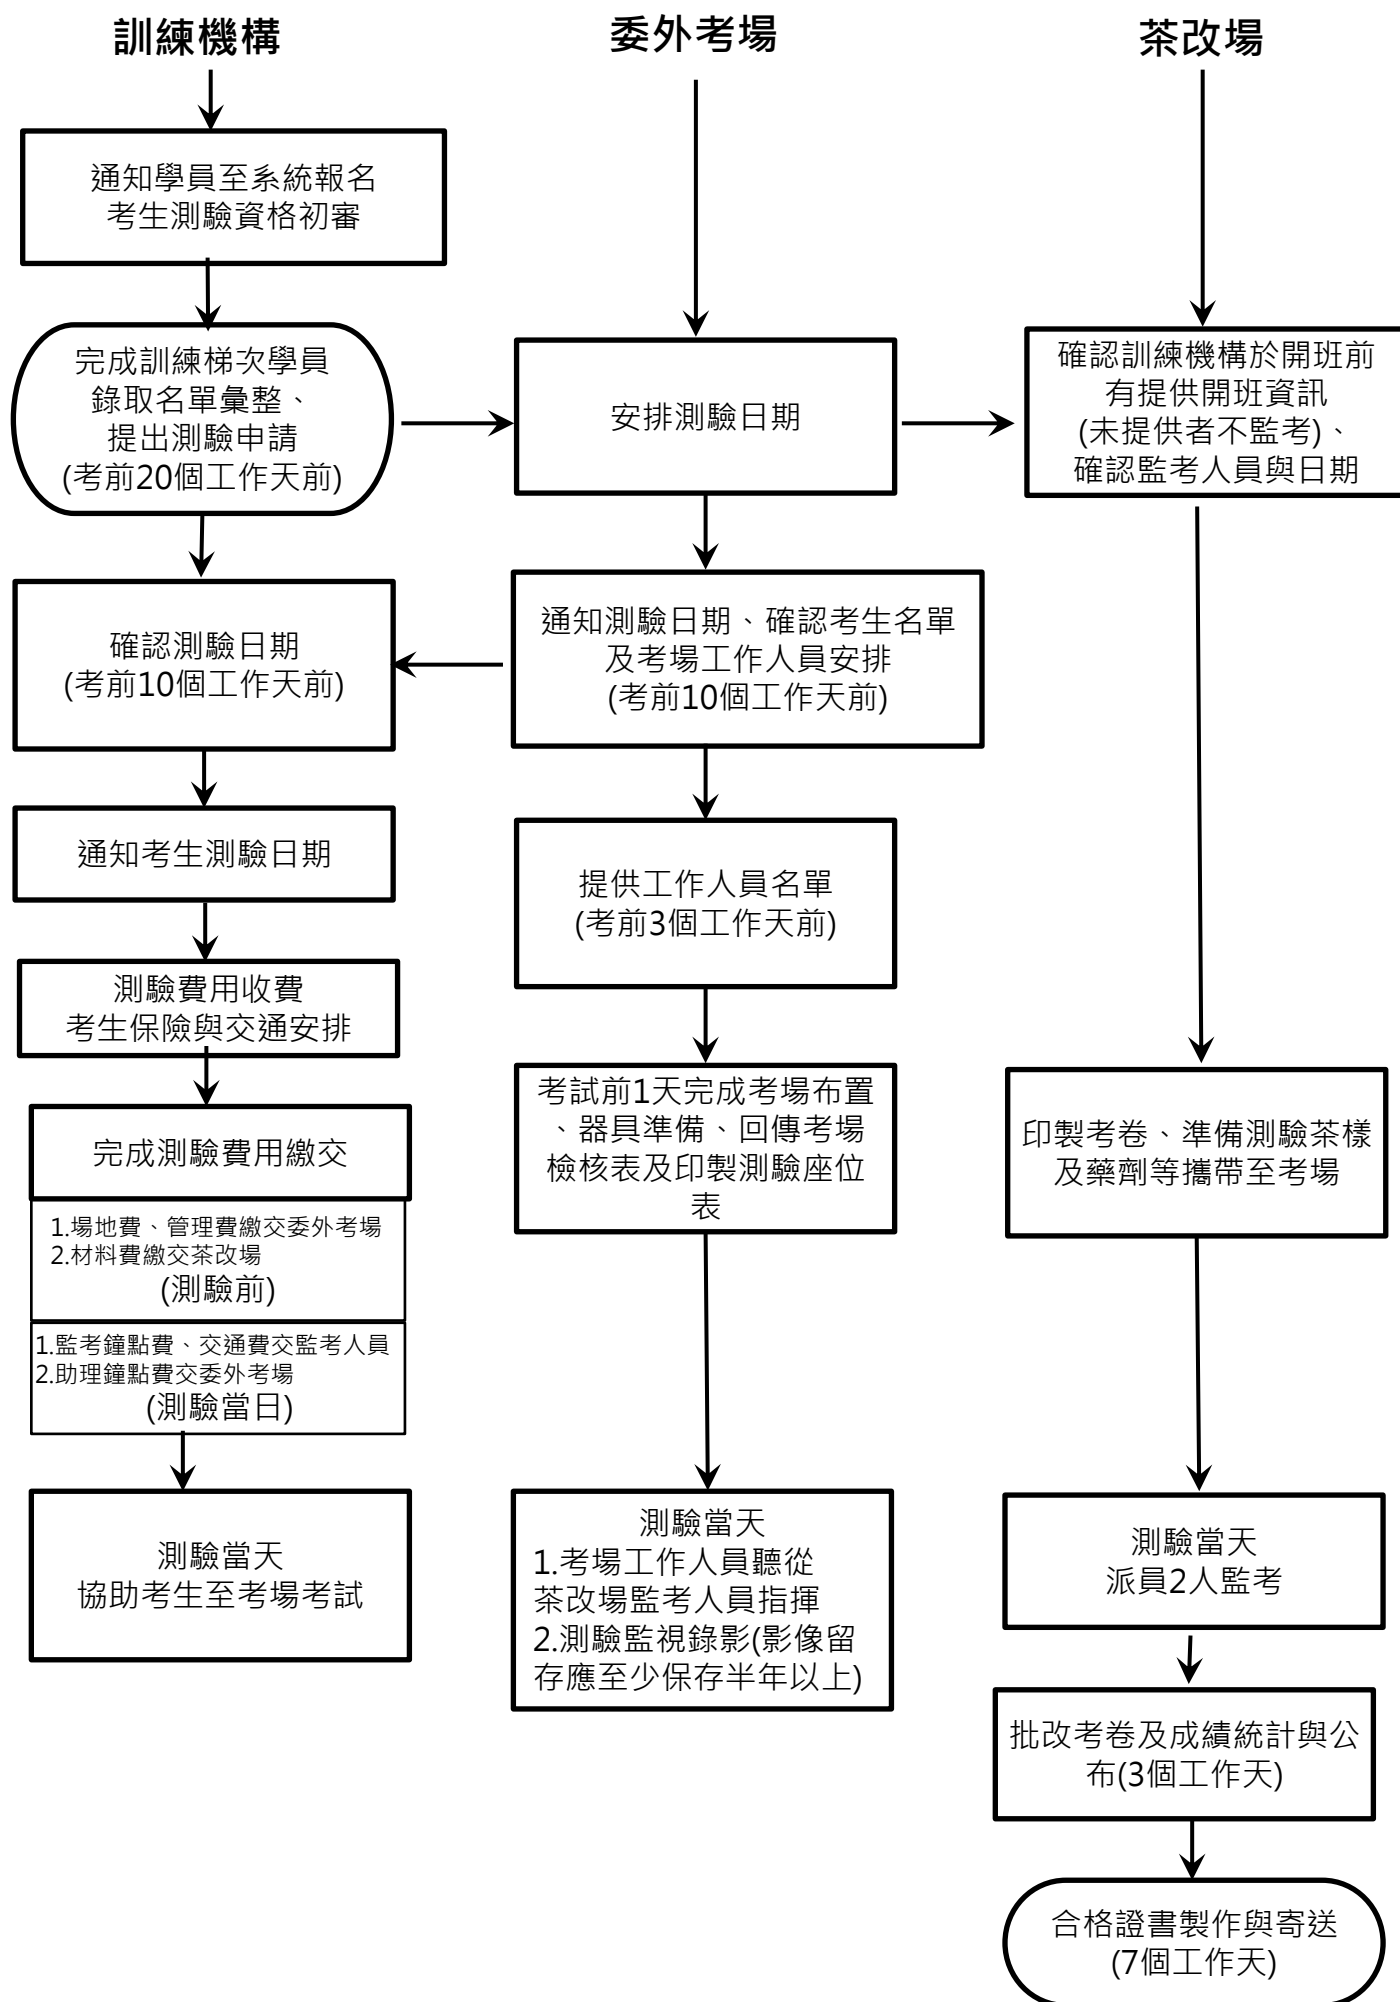 訓練機構
通知學員至系統報名
考生測驗資格初審
完成訓練梯次學員
錄取名單彙整、
提出測驗申請
(考前20個工作天前)
確認測驗日期
(考前10個工作天前)
通知考生測驗日期
測驗費用收費
考生保險與交通安排
完成測驗費用繳交
1.場地費、管理費繳交委外考場
2.材料費繳交茶改場
(測驗前)
1.監考鐘點費、交通費交監考人員
2.助理鐘點費交委外考場
(測驗當日)
測驗當天
協助考生至考場考試
委外考場
安排測驗日期
通知測驗日期、確認考生名單
及考場工作人員安排
(考前10個工作天前)
提供工作人員名單
(考前3個工作天前)
考試前1天完成考場布置
、器具準備、回傳考場
檢核表及印製測驗座位
表
測驗當天
1.考場工作人員聽從
茶改場監考人員指揮
2.測驗監視錄影(影像留
存應至少保存半年以上)
茶改場
確認訓練機構於開班前
有提供開班資訊
(未提供者不監考)、
確認監考人員與日期
印製考卷、準備測驗茶樣
及藥劑等攜帶至考場
測驗當天
派員2人監考
批改考卷及成績統計與公
布(3個工作天)
合格證書製作與寄送
(7個工作天)